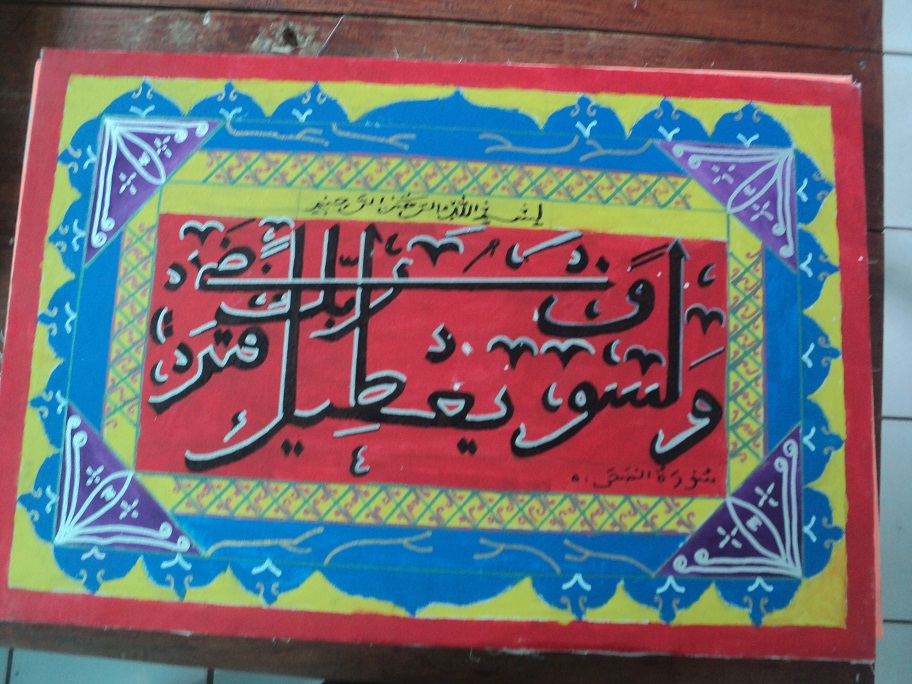 بسم الله الرحمن الرحيم
ولسوف يعطيك ربك فترضى
سورة الضحى : ٥